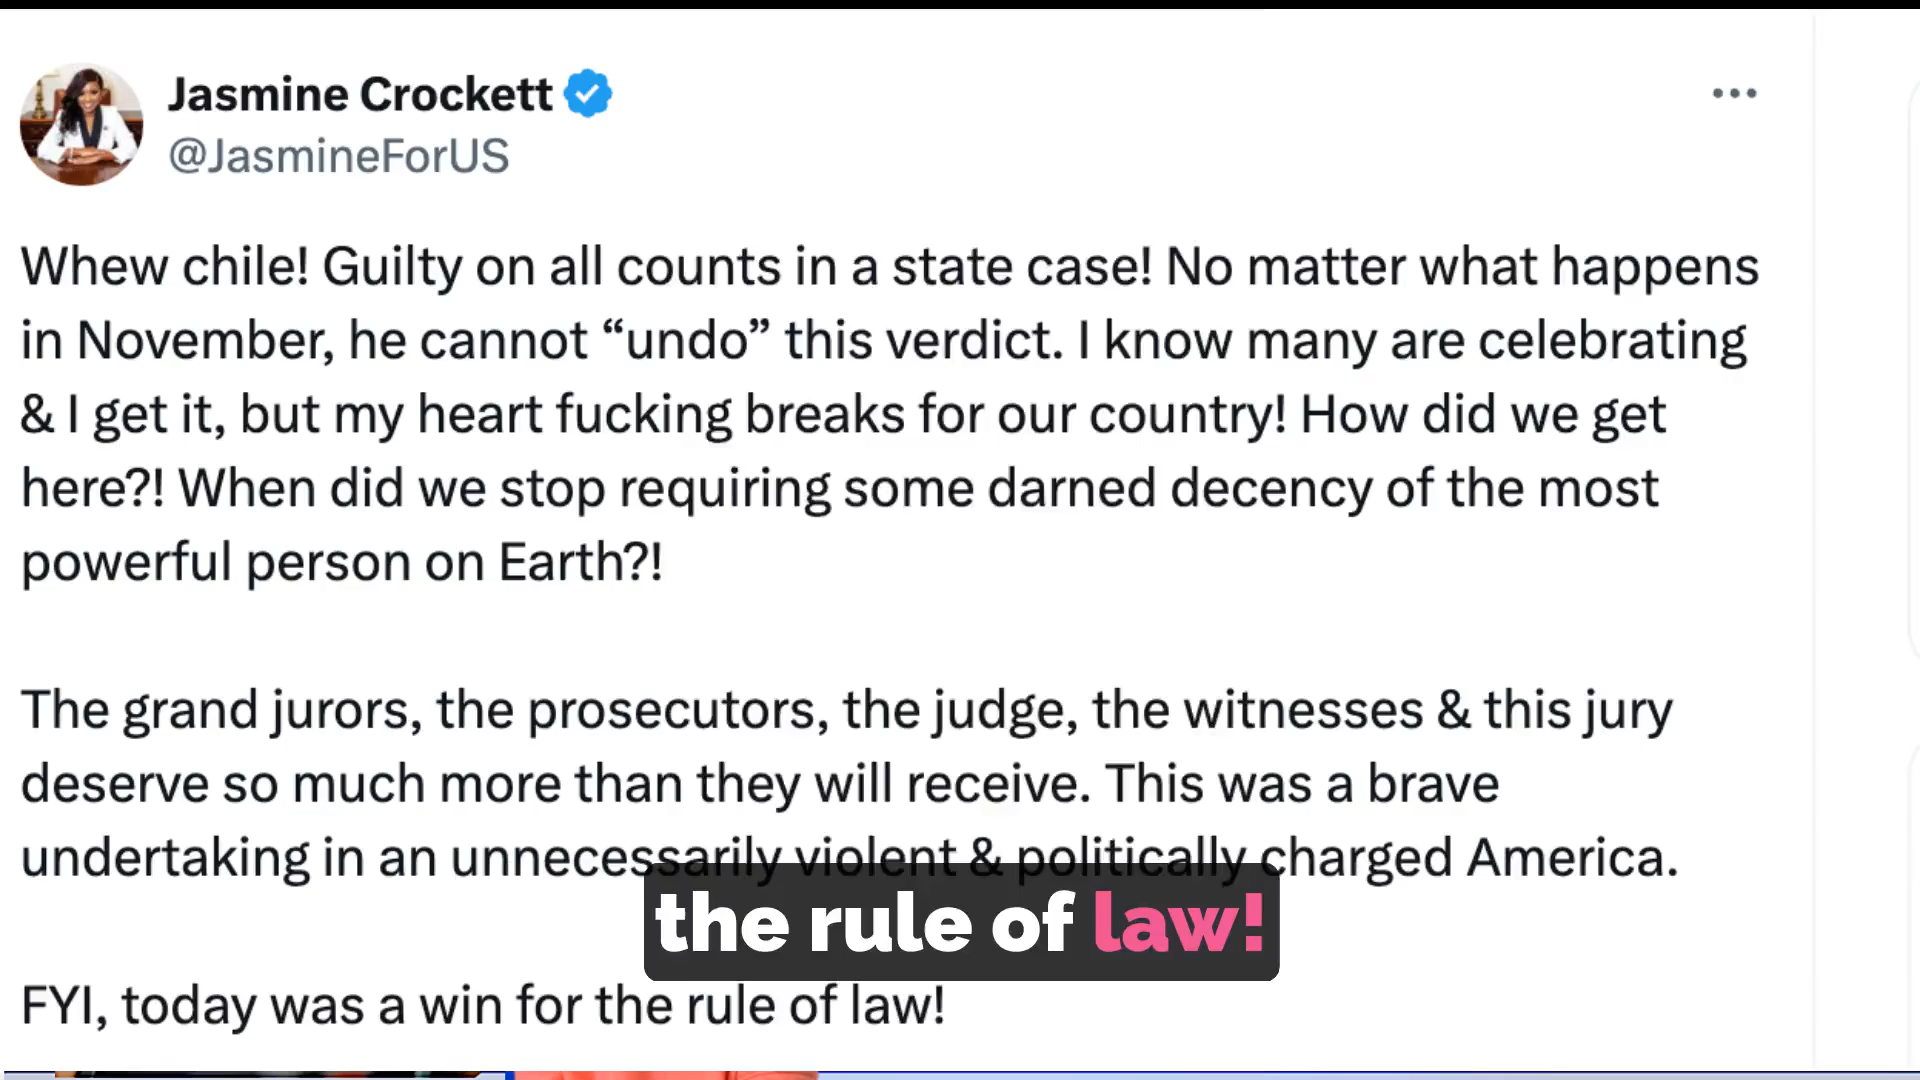 Jasmine Crockett
@JasmineForUS
Whew chile! Guilty on all counts in a state case! No matter what happens
in November, he cannot “undo” this verdict. I know many are celebrating
& I get it, but my heart fucking breaks for our country! How did we get
here?! When did we stop requiring some darned decency of the most
powerful person on Earth?!
The grand jurors, the prosecutors, the judge, the witnesses & this jury
deserve so much more than they will receive. This was a brave
undertaking in an unnecessarily violent & politically charged America.
the rule of law!
FYI, today was a win for the rule of law!